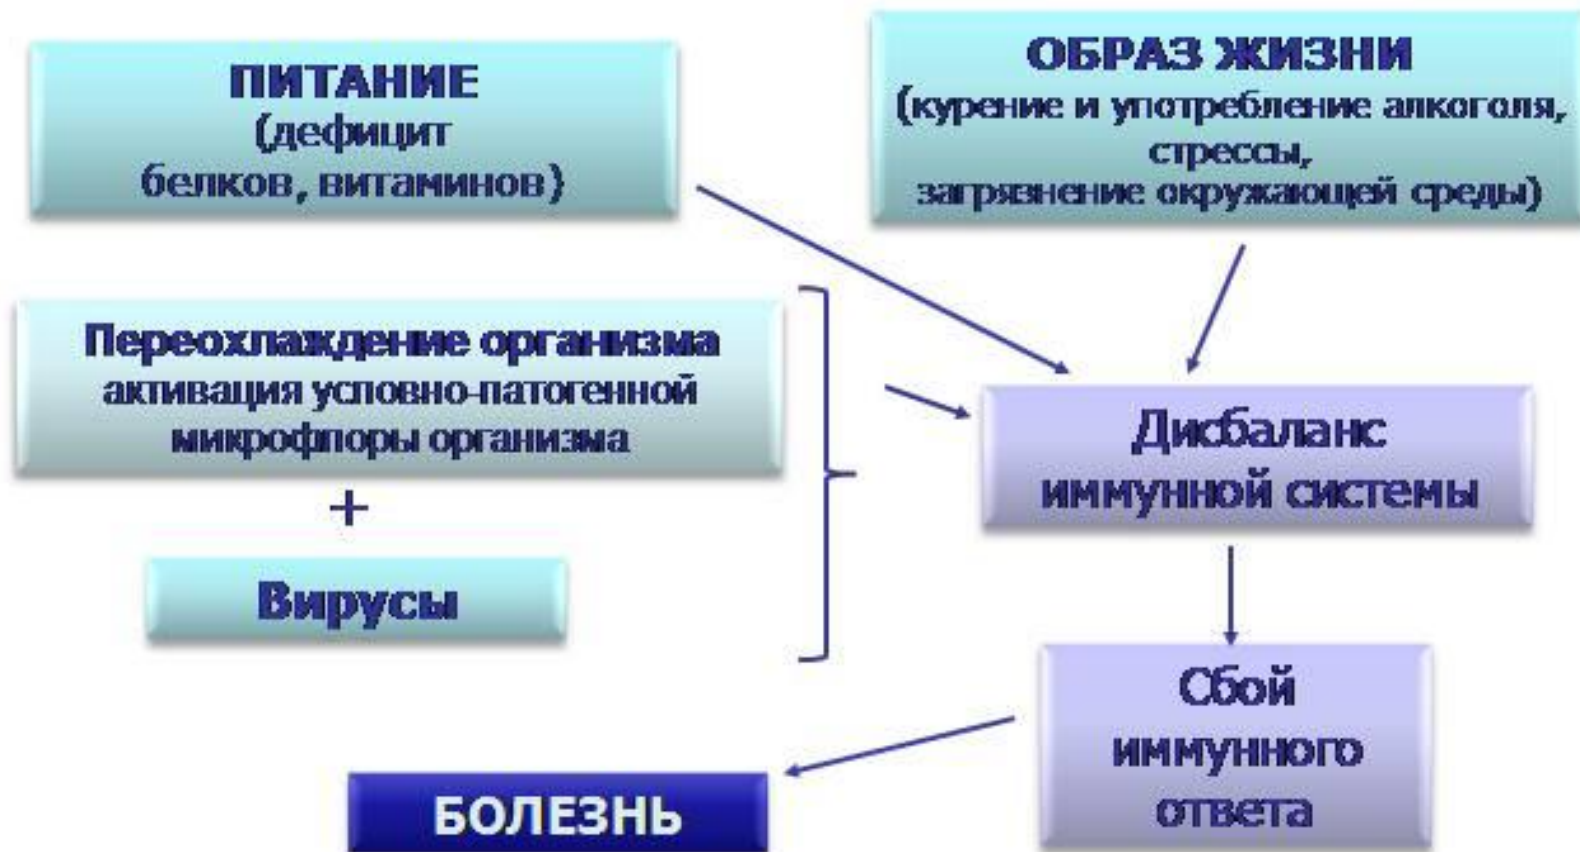 ПИТАНИЕ
(дефицит
белков, витаминов)
ОБРАЗ ЖИЗНИ
(курение и употребление алкоголя,
стрессы,
загрязнение окружающей среды)
Переохлаждение организма
активация условно-патогенной
микрофлоры организма
+
Вирусы
Дисбаланс
иммунной системы
Сбой
иммунного
ответа
БОЛЕЗНЬ